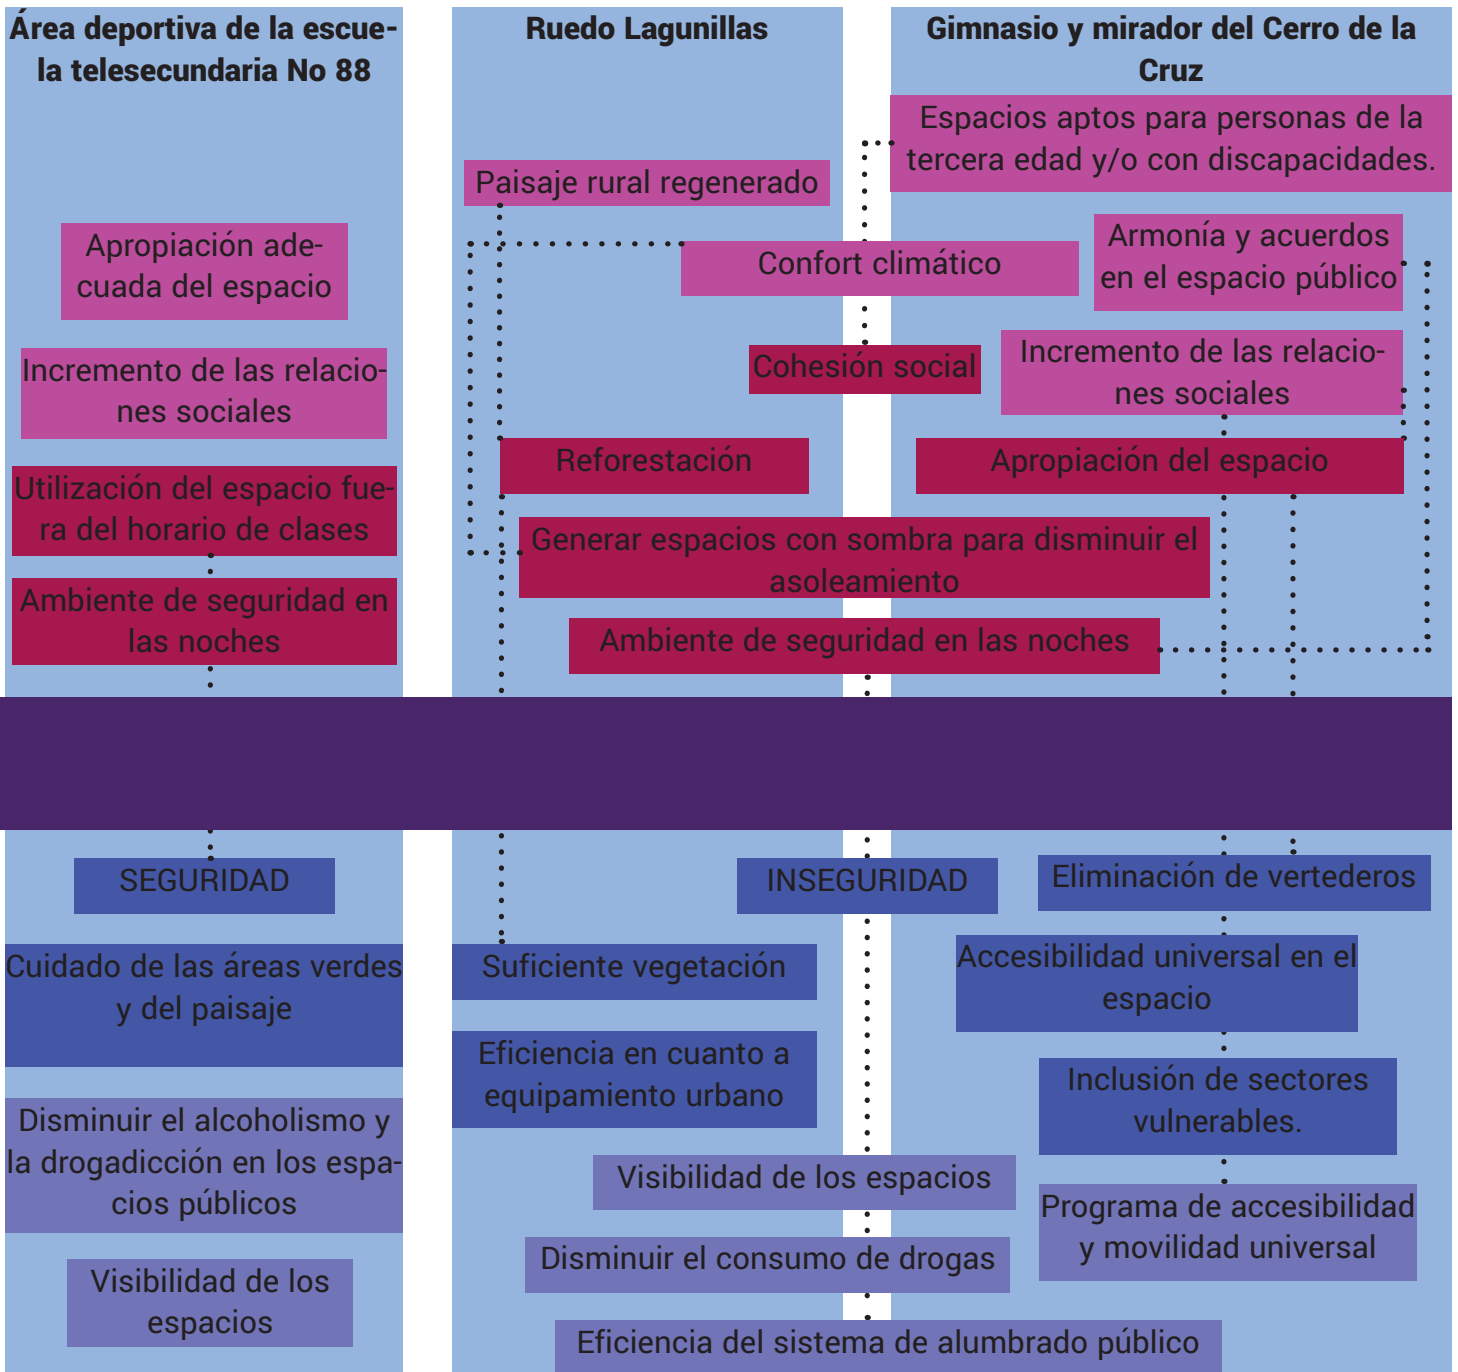 Área deportiva de la escue-
la telesecundaria No 88
Apropiación ade-
cuada del espacio
Incremento de las relacio-
nes sociales
Utilización del espacio fue-
ra del horario de clases
Ambiente de seguridad en
las noches
SEGURIDAD
Cuidado de las áreas verdes
y del paisaje
Disminuir el alcoholismo y
la drogadicción en los espa-
cios públicos
Visibilidad de los
espacios
Ruedo Lagunillas
Paisaje rural regenerado
Confort climático
Cohesión social
Reforestación
Generar espacios con sombra para disminuir el
asoleamiento
Ambiente de seguridad en las noches
INSEGURIDAD
Suficiente vegetación
Eficiencia en cuanto a
equipamiento urbano
Visibilidad de los espacios
Disminuir el consumo de drogas
Eficiencia del sistema de alumbrado público
Gimnasio y mirador del Cerro de la
Cruz
Espacios aptos para personas de la
tercera edad y/o con discapacidades.
Armonía y acuerdos
en el espacio público
Incremento de las relacio-
nes sociales
Apropiación del espacio
Eliminación de vertederos
Accesibilidad universal en el
espacio
Inclusión de sectores
vulnerables.
Programa de accesibilidad
y movilidad universal